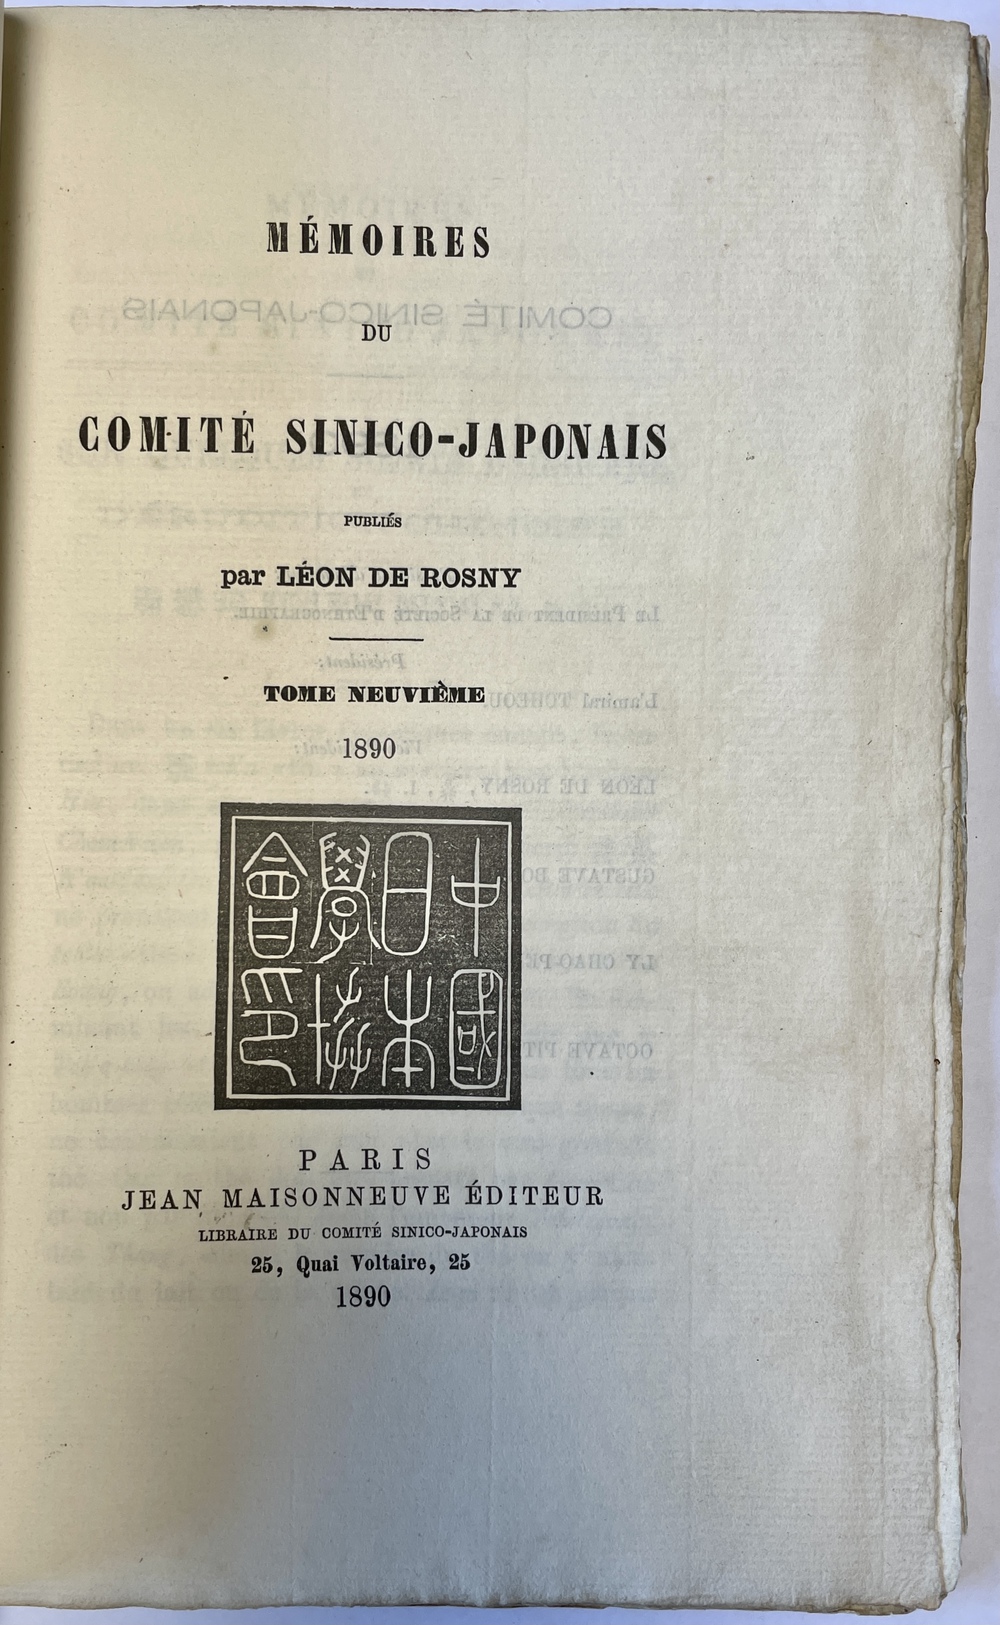 MÉMOIRES
DU
COMITÉ SINICO-JAPONAIS
PUBLIÉS
par LÉON DE ROSNY
TOME NEUVIÈME
1890
中國
日本
學
會印
PARIS
JEAN MAISONNEUVE ÉDITEUR
LIBRAIRE DU COMITÉ SINICO-JAPONAIS
25, Quai Voltaire, 25
1890